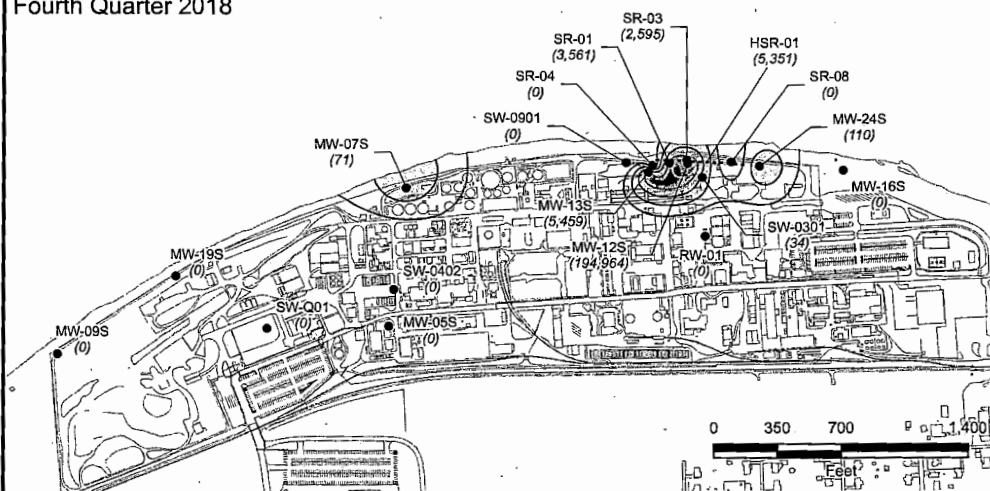 Fourth Quarter 2018
SR-03
(2,595)
SR-01
(3,561)
HSR-01
(5,351)
SR-04
(0)
SR-08
(0)
SW-0901
(0)
MW-24S
(110)
MW-07S
(71)
MW-16S
(0)
MW-13S
(5,459)
SW-0301
(34)
MW-12S
(194,964)
RW-01
(0)
MW-19S
(0)
SW-0402
(0)
SW-Q01
(0)
MW-05S
(0)
MW-09S
(0)
0 350 700 1,400
Feet